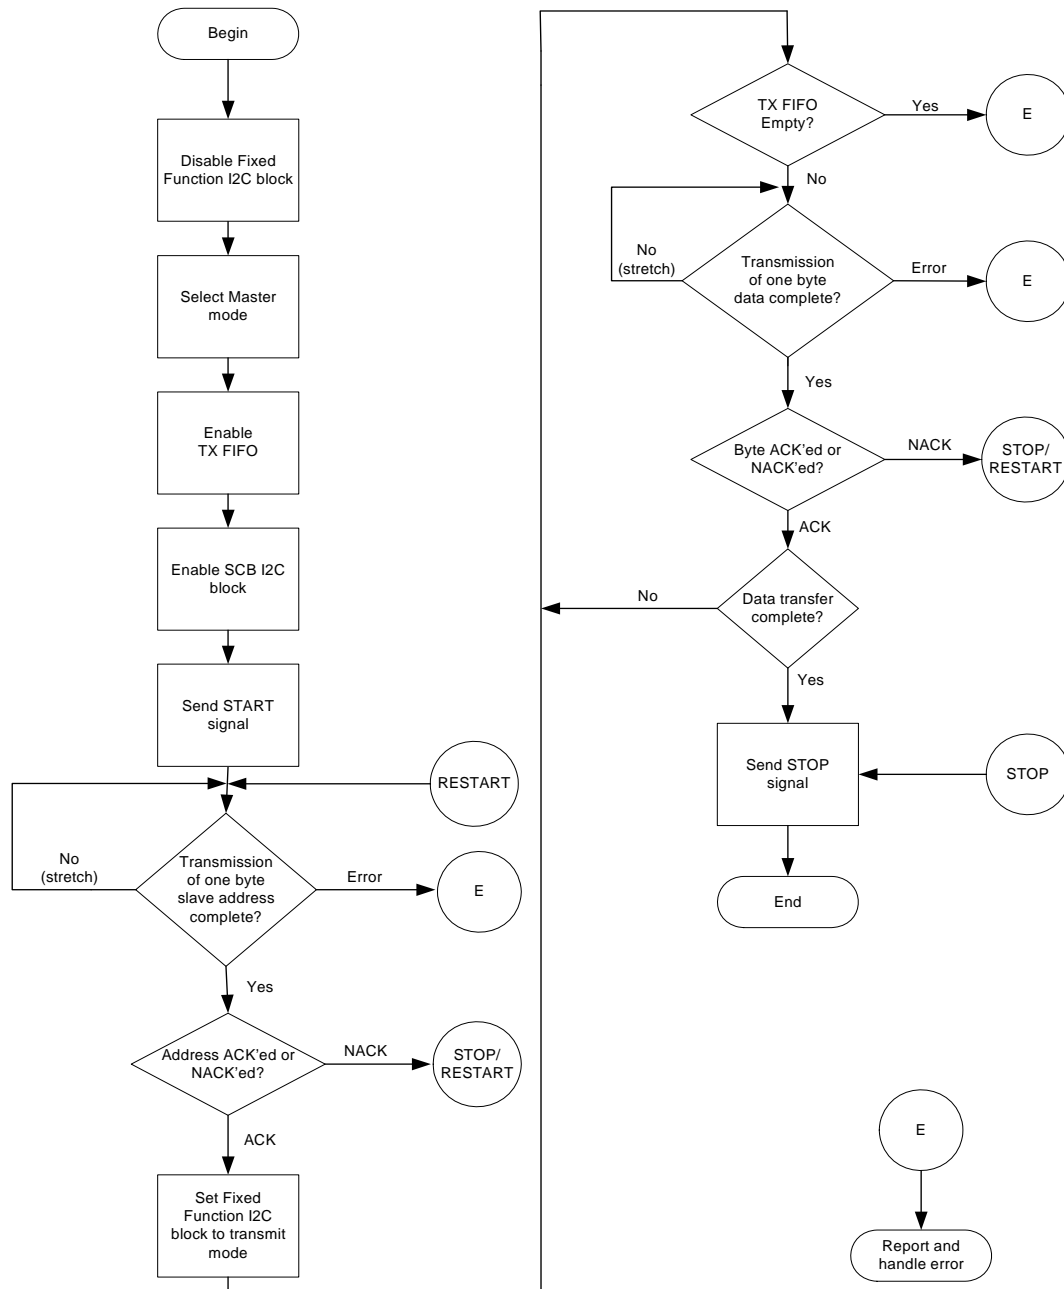 Begin
Disable Fixed
Function I2C block
Select Master
mode
Enable
TX FIFO
Enable SCB I2C
block
Send START
signal
RESTART
No
(stretch)
Transmission
of one byte
slave address
complete?
Error
E
Yes
Address ACK'ed or
NACK'ed?
NACK
STOP/
RESTART
ACK
Set Fixed
Function I2C
block to transmit
mode
TX FIFO
Empty?
Yes
E
No
No
(stretch)
Transmission
of one byte
data complete?
Error
E
Yes
Byte ACK'ed or
NACK'ed?
NACK
STOP/
RESTART
ACK
No
Data transfer
complete?
Yes
Send STOP
signal
STOP
End
E
Report and
handle error